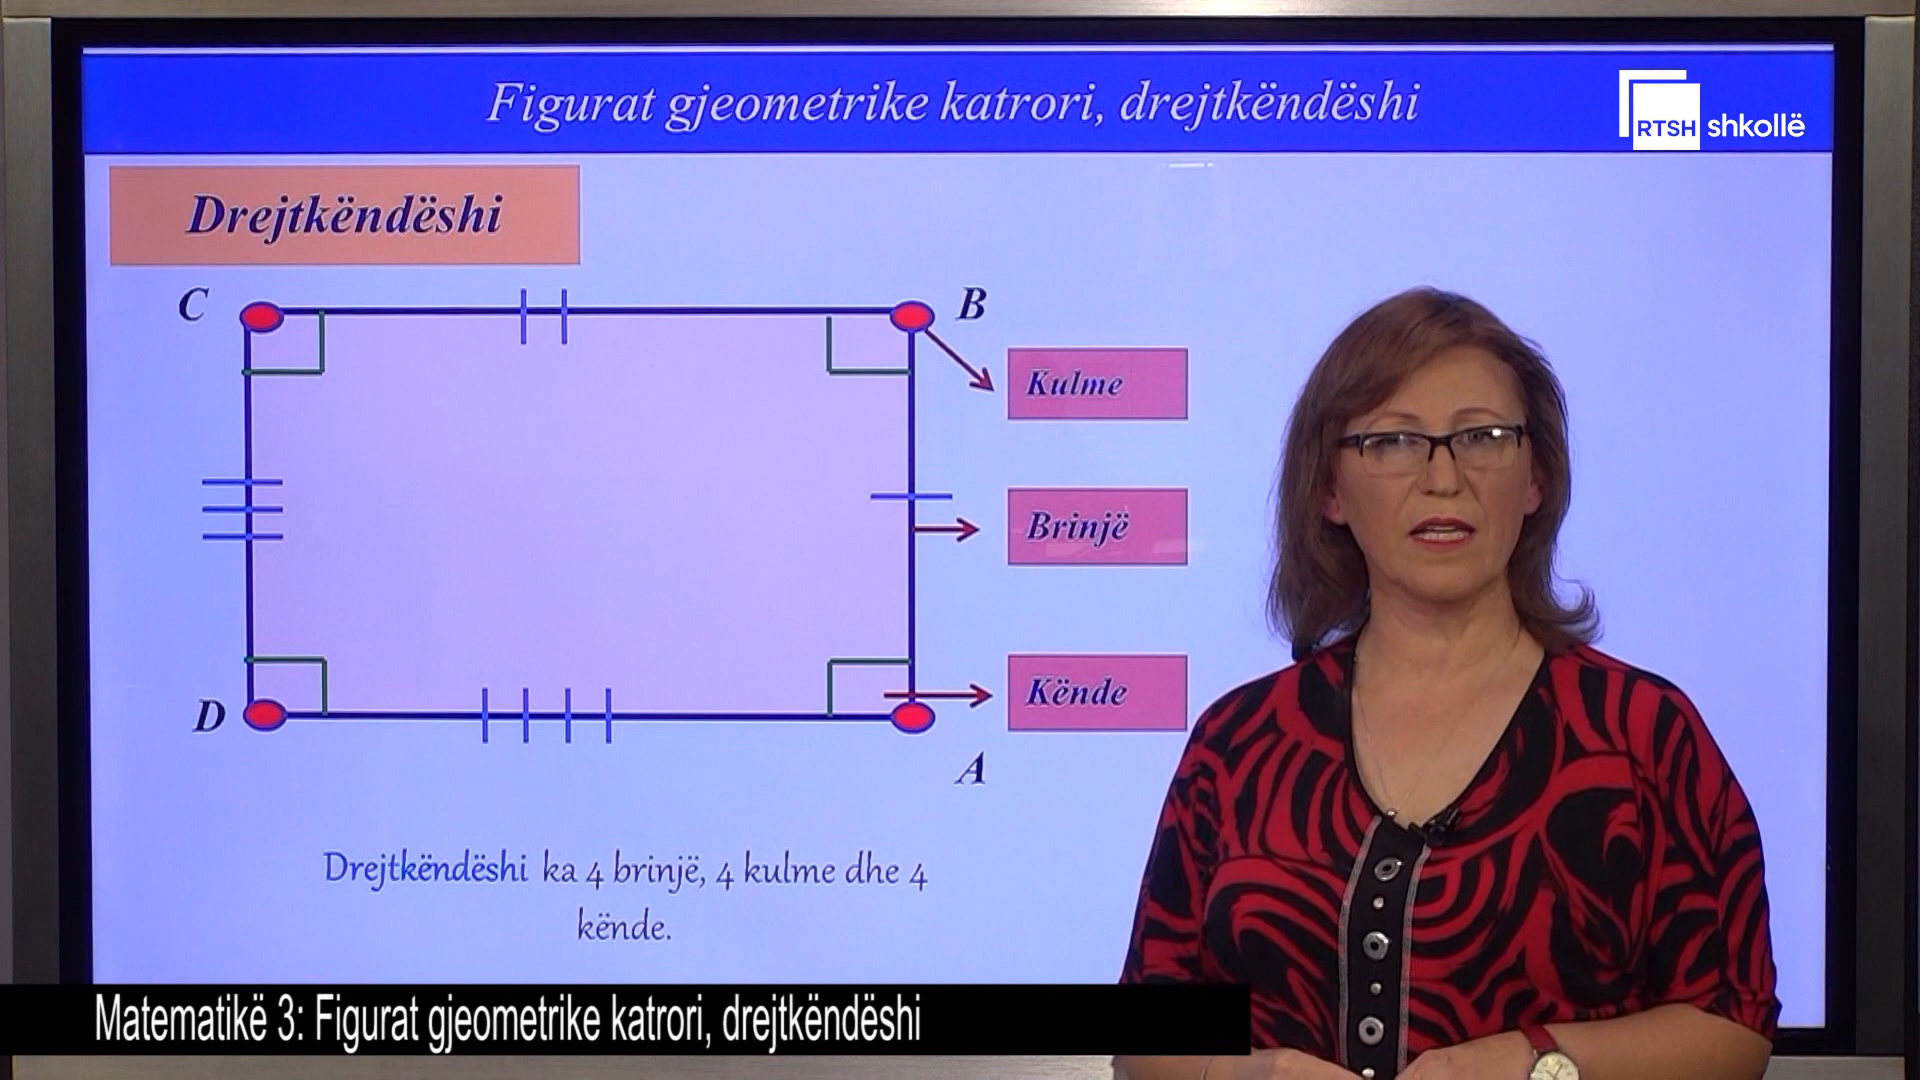 Figurat gjeometrike katrori, drejtkëndëshi
RTSH shkollë
Drejtkëndëshi
C
B
Kulme
Brinjë
Kënde
D
A
Drejtkëndëshi ka 4 brinjë, 4 kulme dhe 4
kënde.
Matematikë 3: Figurat gjeometrike katrori, drejtkëndëshi